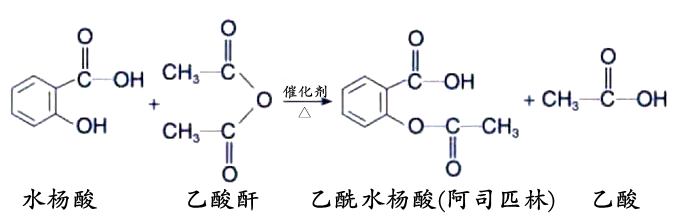 O O O O
C—OH CH₃ C C—OH
+ O 催化剂 + CH₃—C—OH
△
OH CH₃ C O—C—CH₃
O O
水杨酸 乙酸酐 乙酰水杨酸(阿司匹林) 乙酸